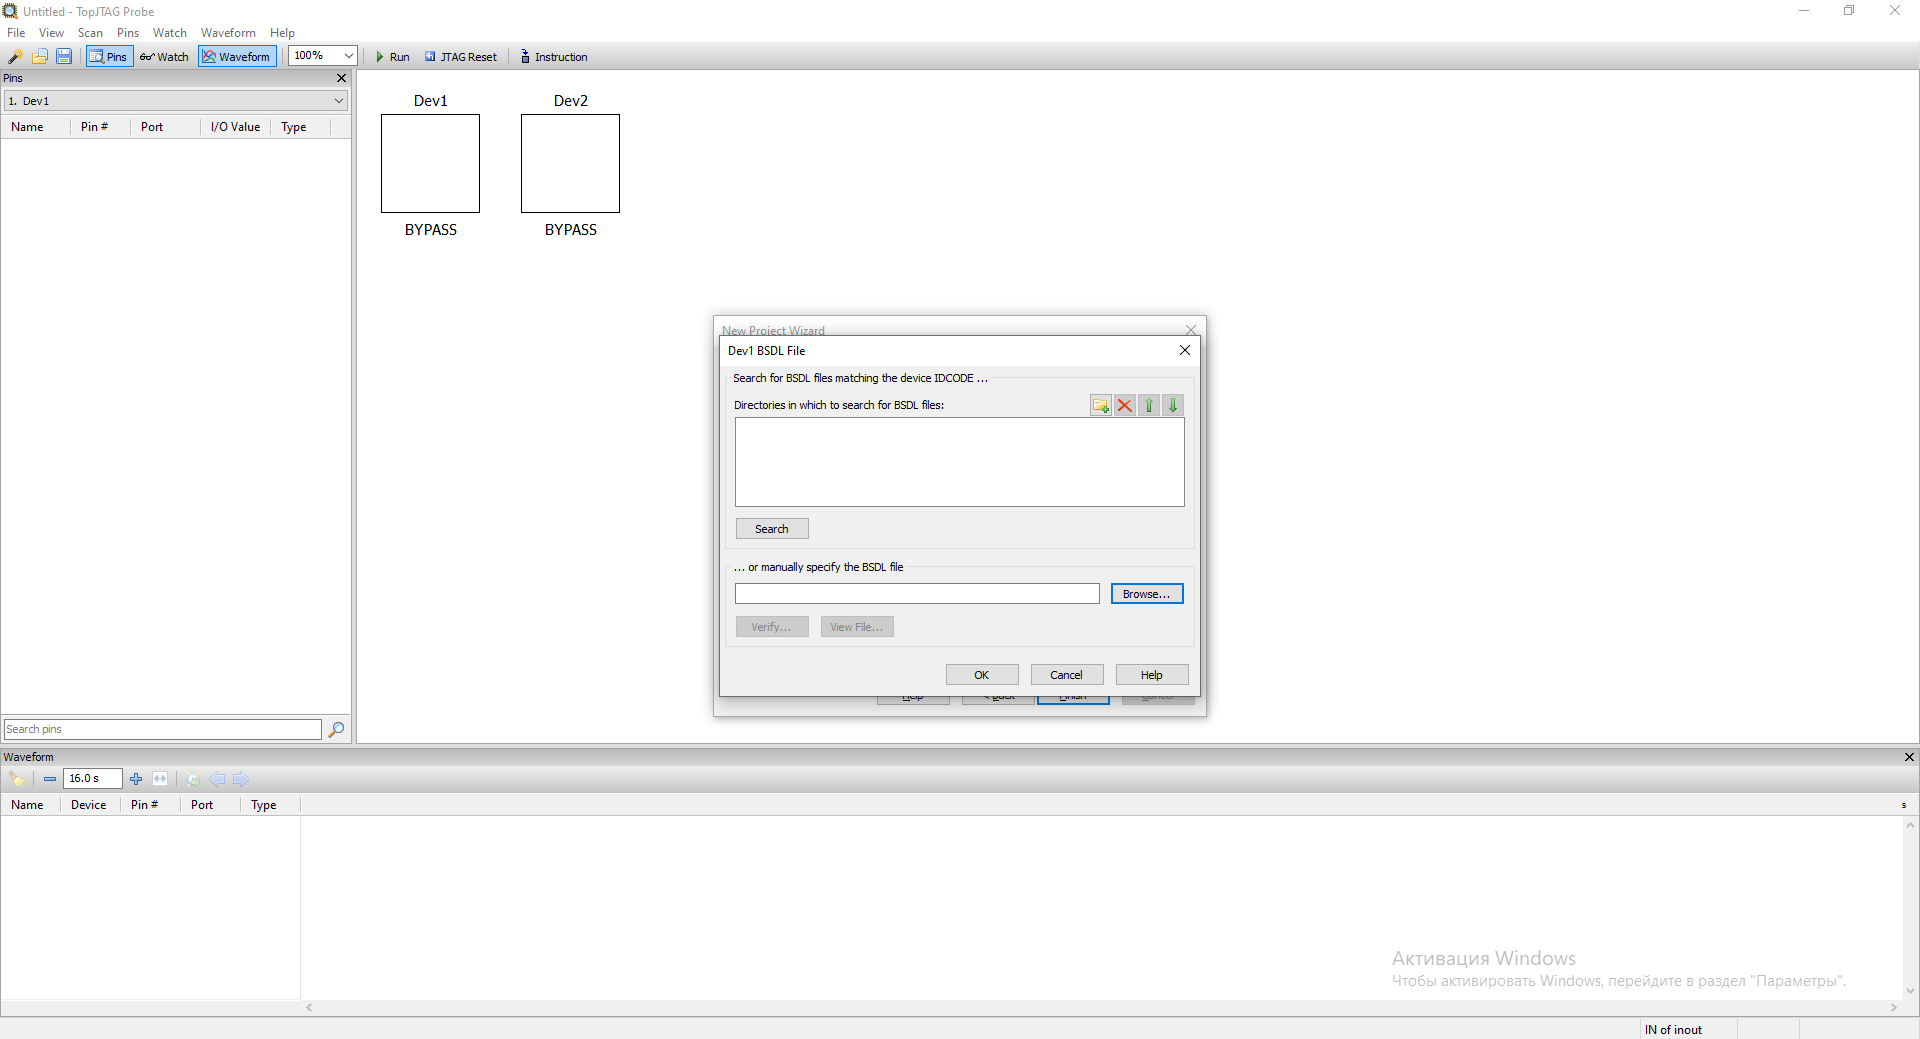 Untitled - TopJTAG Probe
File View Scan Pins Watch Waveform Help
Pins Watch Waveform 100% Run JTAG Reset Instruction
Pins
1. Dev1
Name Pin # Port I/O Value Type
Dev1 Dev2
BYPASS BYPASS
New Project Wizard
Dev1 BSDL File
Search for BSDL files matching the device IDCODE ...
Directories in which to search for BSDL files:
Search
... or manually specify the BSDL file
Browse...
Verify... View File...
OK Cancel Help
Help < Back Finish Cancel
Search pins
Waveform
16.0 s
Name Device Pin # Port Type s
Активация Windows
Чтобы активировать Windows, перейдите в раздел "Параметры".
IN of inout